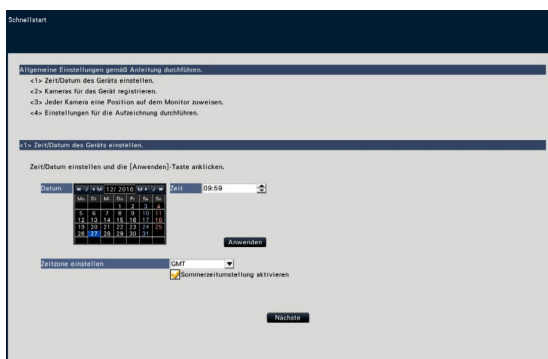 Schnellstart
Allgemeine Einstellungen gemäß Anleitung durchführen.
<1> Zeit/Datum des Geräts einstellen.
<2> Kameras für das Gerät registrieren.
<3> Jeder Kamera eine Position auf dem Monitor zuweisen.
<4> Einstellungen für die Aufzeichnung durchführen.
<1> Zeit/Datum des Geräts einstellen.
Zeit/Datum einstellen und die [Anwenden]-Taste anklicken.
Datum J M 12/ 2016 M J Zeit 09:59
Mo Di Mi Do Fr Sa So
1 2 3 4
5 6 7 8 9 10 11
12 13 14 15 16 17 18
19 20 21 22 23 24 25
26 27 28 29 30 31
Anwenden
Zeitzone einstellen GMT
Sommerzeitumstellung aktivieren
Nächste